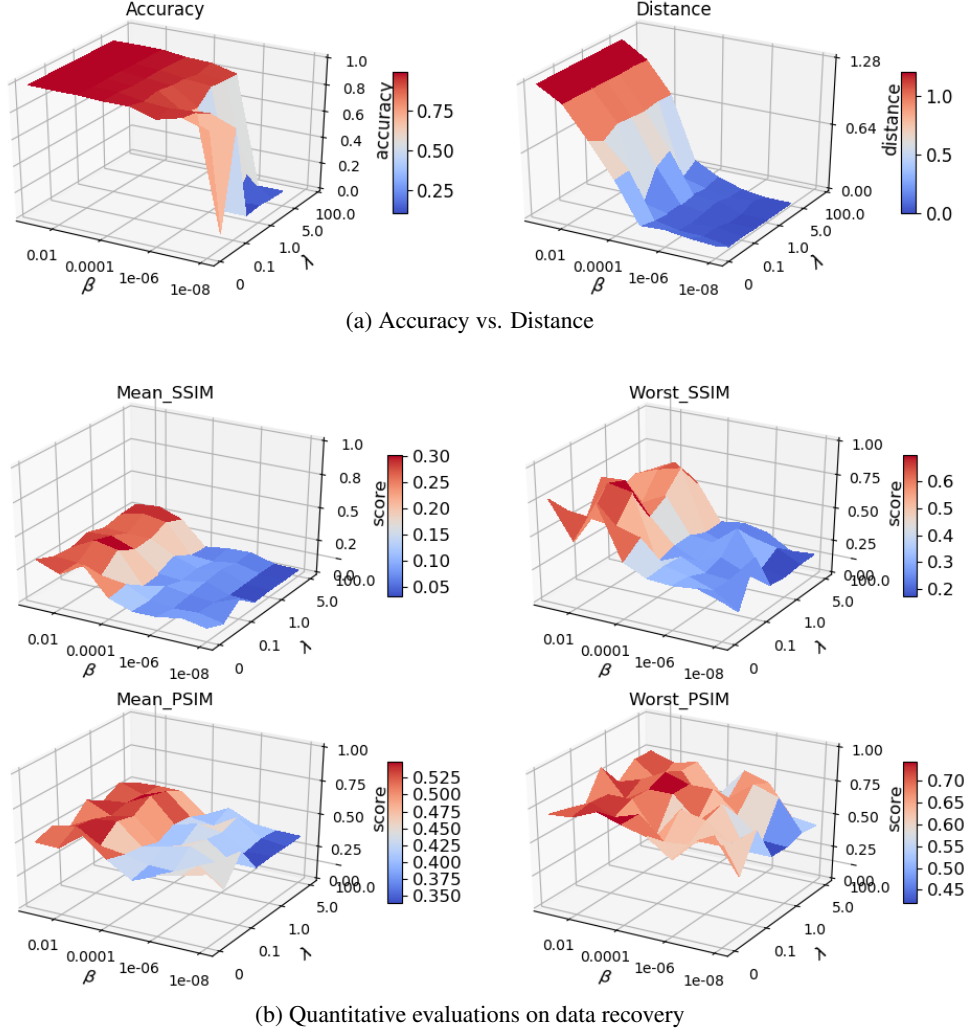 Accuracy
1.0
0.8
0.6
0.4
0.2
0.0
100.0
5.0
1.0
0.1
0
λ
0.01
0.0001
1e-06
1e-08
β
accuracy
0.75
0.50
0.25
Distance
1.28
0.64
0.00
100.0
5.0
1.0
0.1
0
λ
0.01
0.0001
1e-06
1e-08
β
distance
1.0
0.5
0.0
(a) Accuracy vs. Distance
Mean_SSIM
1.0
0.8
0.5
0.2
0.0
100.0
5.0
1.0
0.1
0
λ
0.01
0.0001
1e-06
1e-08
β
score
0.30
0.25
0.20
0.15
0.10
0.05
Worst_SSIM
1.00
0.75
0.50
0.25
0.00
100.0
5.0
1.0
0.1
0
λ
0.01
0.0001
1e-06
1e-08
β
score
0.6
0.5
0.4
0.3
0.2
Mean_PSIM
1.00
0.75
0.50
0.25
0.00
100.0
5.0
1.0
0.1
0
λ
0.01
0.0001
1e-06
1e-08
β
score
0.525
0.500
0.475
0.450
0.425
0.400
0.375
0.350
Worst_PSIM
1.00
0.75
0.50
0.25
0.00
100.0
5.0
1.0
0.1
0
λ
0.01
0.0001
1e-06
1e-08
β
score
0.70
0.65
0.60
0.55
0.50
0.45
(b) Quantitative evaluations on data recovery